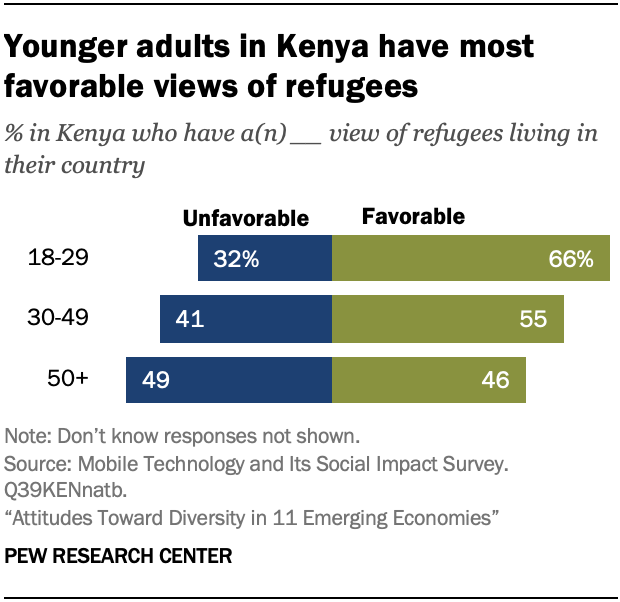 Younger adults in Kenya have most
favorable views of refugees
% in Kenya who have a(n) __ view of refugees living in
their country
Unfavorable Favorable
18-29 32% 66%
30-49 41 55
50+ 49 46
Note: Don’t know responses not shown.
Source: Mobile Technology and Its Social Impact Survey.
Q39KENnatb.
“Attitudes Toward Diversity in 11 Emerging Economies”
PEW RESEARCH CENTER